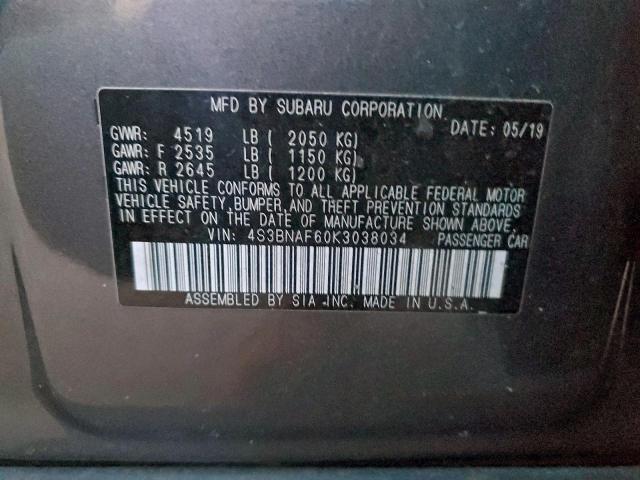 MFD BY SUBARU CORPORATION
DATE: 05/19
GVWR: 4519 LB ( 2050 KG)
GAWR: F 2535 LB ( 1150 KG)
GAWR: R 2645 LB ( 1200 KG)
THIS VEHICLE CONFORMS TO ALL APPLICABLE FEDERAL MOTOR
VEHICLE SAFETY, BUMPER, AND THEFT PREVENTION STANDARDS
IN EFFECT ON THE DATE OF MANUFACTURE SHOWN ABOVE.
VIN: 4S3BNAF60K3038034 PASSENGER CAR
ASSEMBLED BY SIA, INC. MADE IN U.S.A.